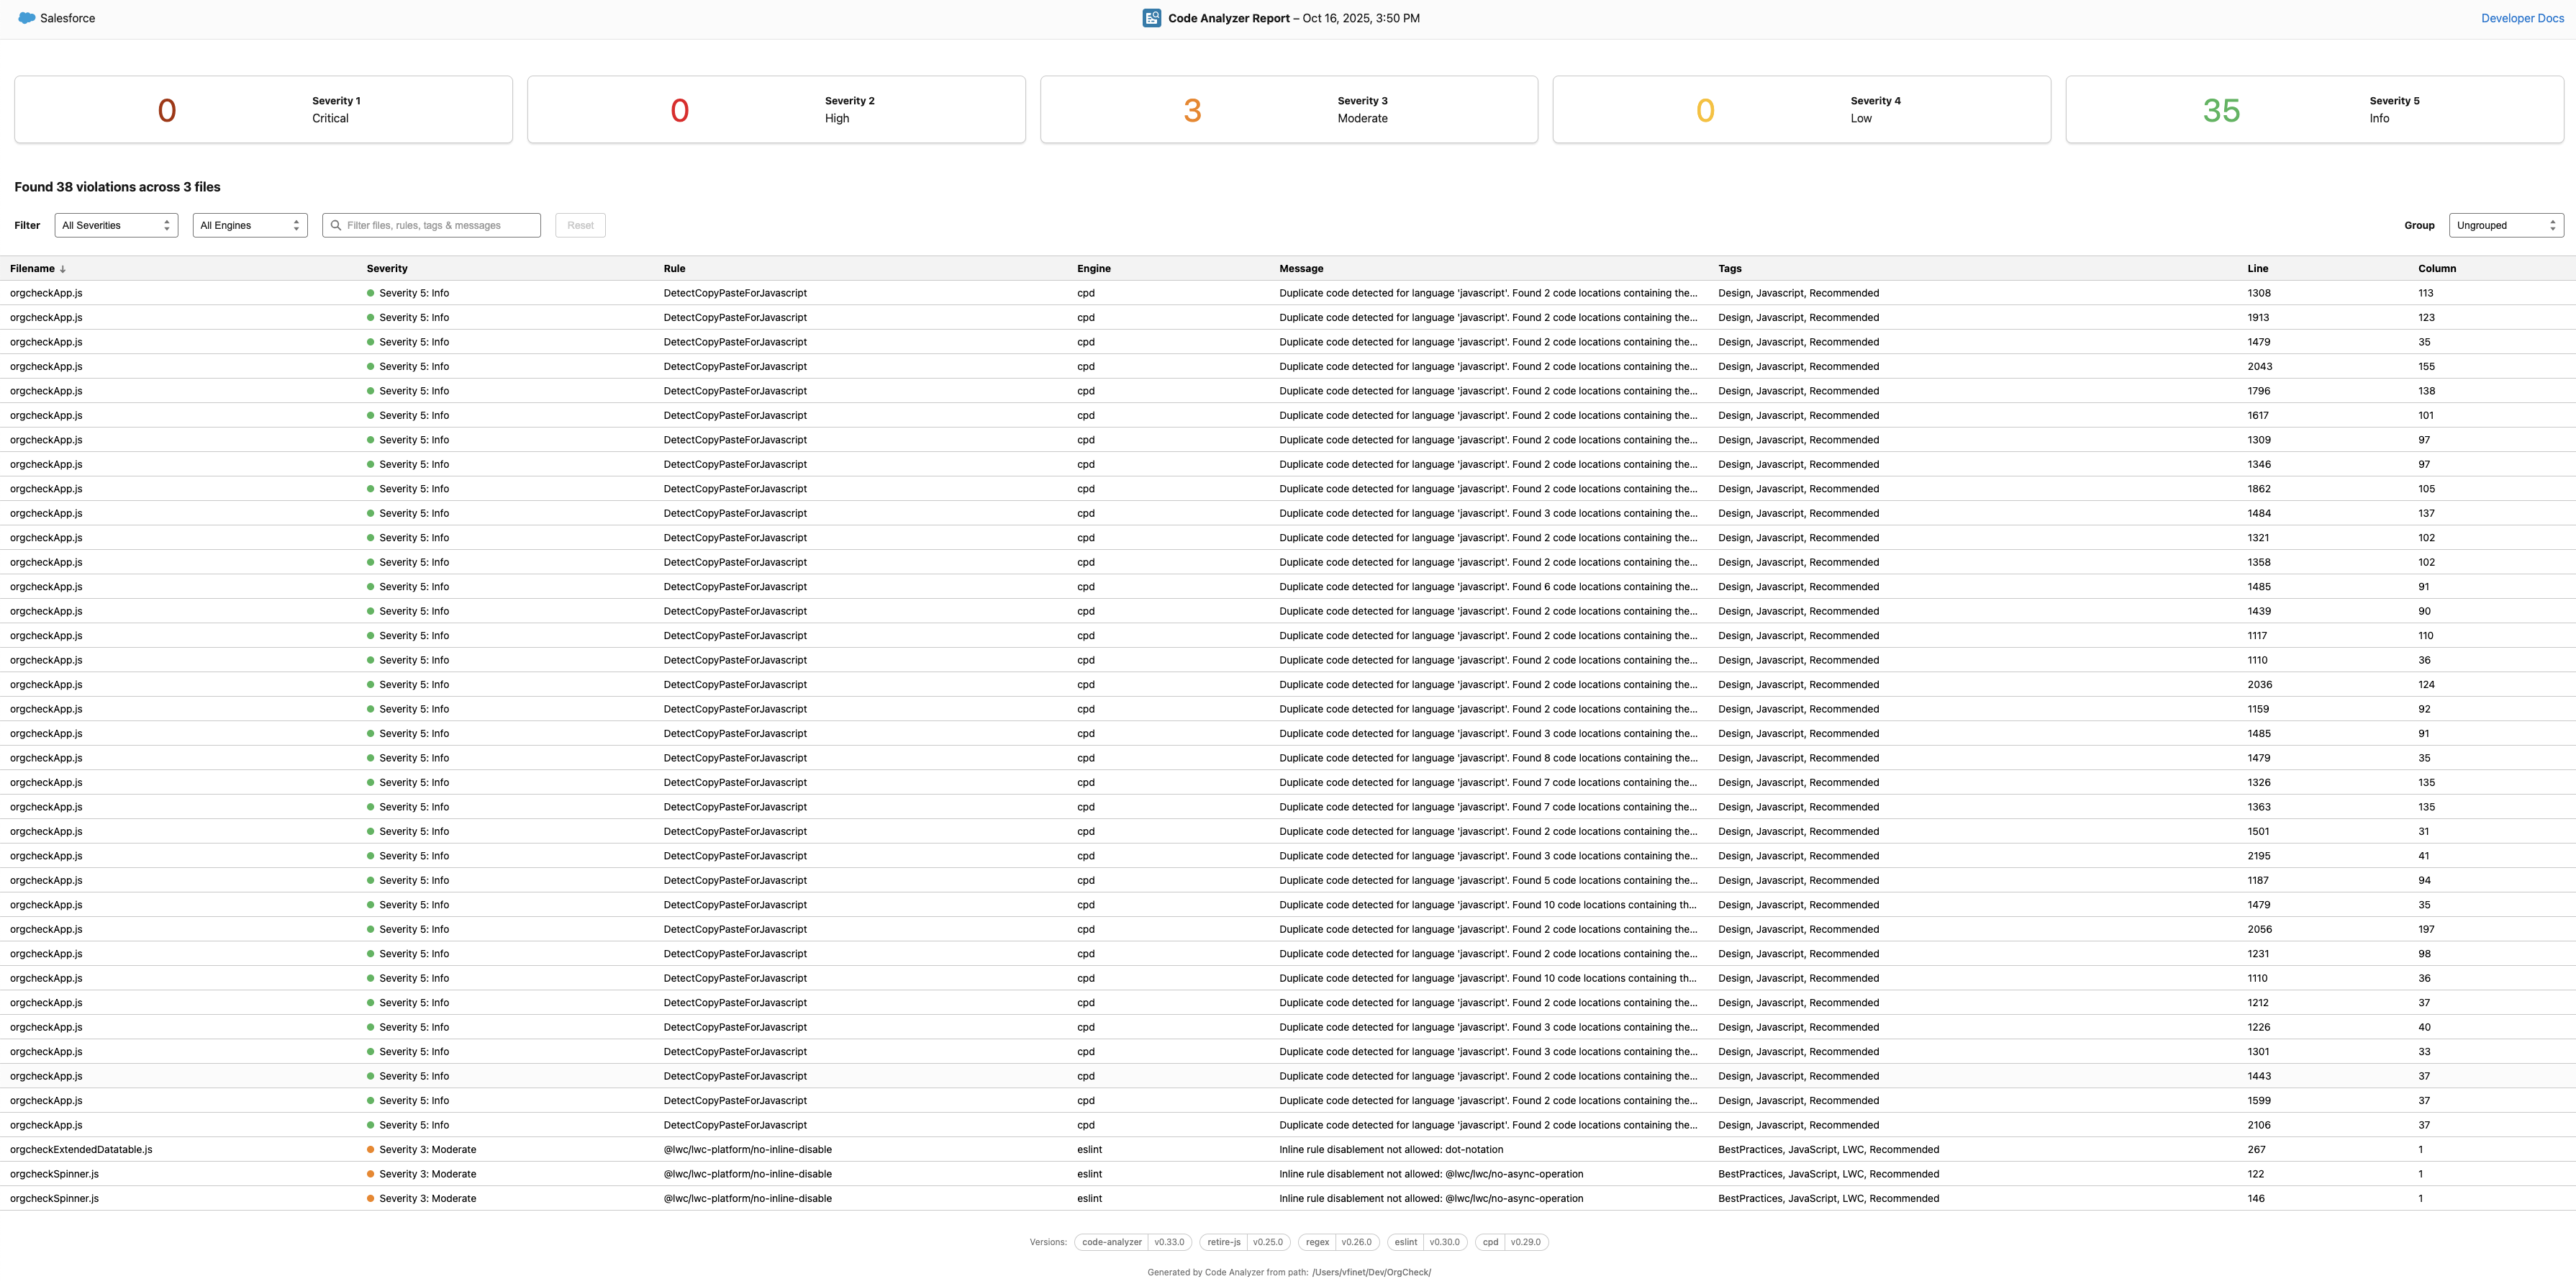 Salesforce
Code Analyzer Report – Oct 16, 2025, 3:50 PM
Developer Docs
0 Severity 1 Critical
0 Severity 2 High
3 Severity 3 Moderate
0 Severity 4 Low
35 Severity 5 Info
Found 38 violations across 3 files
Filter All Severities All Engines Filter files, rules, tags & messages Reset Group Ungrouped
Filename Severity Rule Engine Message Tags Line Column
orgcheckApp.js Severity 5: Info DetectCopyPasteForJavascript cpd Duplicate code detected for language 'javascript'. Found 2 code locations containing the... Design, Javascript, Recommended 1308 113
orgcheckApp.js Severity 5: Info DetectCopyPasteForJavascript cpd Duplicate code detected for language 'javascript'. Found 2 code locations containing the... Design, Javascript, Recommended 1913 123
orgcheckApp.js Severity 5: Info DetectCopyPasteForJavascript cpd Duplicate code detected for language 'javascript'. Found 2 code locations containing the... Design, Javascript, Recommended 1479 35
orgcheckApp.js Severity 5: Info DetectCopyPasteForJavascript cpd Duplicate code detected for language 'javascript'. Found 2 code locations containing the... Design, Javascript, Recommended 2043 155
orgcheckApp.js Severity 5: Info DetectCopyPasteForJavascript cpd Duplicate code detected for language 'javascript'. Found 2 code locations containing the... Design, Javascript, Recommended 1796 138
orgcheckApp.js Severity 5: Info DetectCopyPasteForJavascript cpd Duplicate code detected for language 'javascript'. Found 2 code locations containing the... Design, Javascript, Recommended 1617 101
orgcheckApp.js Severity 5: Info DetectCopyPasteForJavascript cpd Duplicate code detected for language 'javascript'. Found 2 code locations containing the... Design, Javascript, Recommended 1309 97
orgcheckApp.js Severity 5: Info DetectCopyPasteForJavascript cpd Duplicate code detected for language 'javascript'. Found 2 code locations containing the... Design, Javascript, Recommended 1346 97
orgcheckApp.js Severity 5: Info DetectCopyPasteForJavascript cpd Duplicate code detected for language 'javascript'. Found 2 code locations containing the... Design, Javascript, Recommended 1862 105
orgcheckApp.js Severity 5: Info DetectCopyPasteForJavascript cpd Duplicate code detected for language 'javascript'. Found 3 code locations containing the... Design, Javascript, Recommended 1484 137
orgcheckApp.js Severity 5: Info DetectCopyPasteForJavascript cpd Duplicate code detected for language 'javascript'. Found 2 code locations containing the... Design, Javascript, Recommended 1321 102
orgcheckApp.js Severity 5: Info DetectCopyPasteForJavascript cpd Duplicate code detected for language 'javascript'. Found 2 code locations containing the... Design, Javascript, Recommended 1358 102
orgcheckApp.js Severity 5: Info DetectCopyPasteForJavascript cpd Duplicate code detected for language 'javascript'. Found 6 code locations containing the... Design, Javascript, Recommended 1485 91
orgcheckApp.js Severity 5: Info DetectCopyPasteForJavascript cpd Duplicate code detected for language 'javascript'. Found 2 code locations containing the... Design, Javascript, Recommended 1439 90
orgcheckApp.js Severity 5: Info DetectCopyPasteForJavascript cpd Duplicate code detected for language 'javascript'. Found 2 code locations containing the... Design, Javascript, Recommended 1117 110
orgcheckApp.js Severity 5: Info DetectCopyPasteForJavascript cpd Duplicate code detected for language 'javascript'. Found 2 code locations containing the... Design, Javascript, Recommended 1110 36
orgcheckApp.js Severity 5: Info DetectCopyPasteForJavascript cpd Duplicate code detected for language 'javascript'. Found 2 code locations containing the... Design, Javascript, Recommended 2036 124
orgcheckApp.js Severity 5: Info DetectCopyPasteForJavascript cpd Duplicate code detected for language 'javascript'. Found 2 code locations containing the... Design, Javascript, Recommended 1159 92
orgcheckApp.js Severity 5: Info DetectCopyPasteForJavascript cpd Duplicate code detected for language 'javascript'. Found 3 code locations containing the... Design, Javascript, Recommended 1485 91
orgcheckApp.js Severity 5: Info DetectCopyPasteForJavascript cpd Duplicate code detected for language 'javascript'. Found 8 code locations containing the... Design, Javascript, Recommended 1479 35
orgcheckApp.js Severity 5: Info DetectCopyPasteForJavascript cpd Duplicate code detected for language 'javascript'. Found 7 code locations containing the... Design, Javascript, Recommended 1326 135
orgcheckApp.js Severity 5: Info DetectCopyPasteForJavascript cpd Duplicate code detected for language 'javascript'. Found 7 code locations containing the... Design, Javascript, Recommended 1363 135
orgcheckApp.js Severity 5: Info DetectCopyPasteForJavascript cpd Duplicate code detected for language 'javascript'. Found 2 code locations containing the... Design, Javascript, Recommended 1501 31
orgcheckApp.js Severity 5: Info DetectCopyPasteForJavascript cpd Duplicate code detected for language 'javascript'. Found 3 code locations containing the... Design, Javascript, Recommended 2195 41
orgcheckApp.js Severity 5: Info DetectCopyPasteForJavascript cpd Duplicate code detected for language 'javascript'. Found 5 code locations containing the... Design, Javascript, Recommended 1187 94
orgcheckApp.js Severity 5: Info DetectCopyPasteForJavascript cpd Duplicate code detected for language 'javascript'. Found 10 code locations containing th... Design, Javascript, Recommended 1479 35
orgcheckApp.js Severity 5: Info DetectCopyPasteForJavascript cpd Duplicate code detected for language 'javascript'. Found 2 code locations containing the... Design, Javascript, Recommended 2056 197
orgcheckApp.js Severity 5: Info DetectCopyPasteForJavascript cpd Duplicate code detected for language 'javascript'. Found 2 code locations containing the... Design, Javascript, Recommended 1231 98
orgcheckApp.js Severity 5: Info DetectCopyPasteForJavascript cpd Duplicate code detected for language 'javascript'. Found 10 code locations containing th... Design, Javascript, Recommended 1110 36
orgcheckApp.js Severity 5: Info DetectCopyPasteForJavascript cpd Duplicate code detected for language 'javascript'. Found 2 code locations containing the... Design, Javascript, Recommended 1212 37
orgcheckApp.js Severity 5: Info DetectCopyPasteForJavascript cpd Duplicate code detected for language 'javascript'. Found 3 code locations containing the... Design, Javascript, Recommended 1226 40
orgcheckApp.js Severity 5: Info DetectCopyPasteForJavascript cpd Duplicate code detected for language 'javascript'. Found 3 code locations containing the... Design, Javascript, Recommended 1301 33
orgcheckApp.js Severity 5: Info DetectCopyPasteForJavascript cpd Duplicate code detected for language 'javascript'. Found 2 code locations containing the... Design, Javascript, Recommended 1443 37
orgcheckApp.js Severity 5: Info DetectCopyPasteForJavascript cpd Duplicate code detected for language 'javascript'. Found 2 code locations containing the... Design, Javascript, Recommended 1599 37
orgcheckApp.js Severity 5: Info DetectCopyPasteForJavascript cpd Duplicate code detected for language 'javascript'. Found 2 code locations containing the... Design, Javascript, Recommended 2106 37
orgcheckExtendedDatatable.js Severity 3: Moderate @lwc/lwc-platform/no-inline-disable eslint Inline rule disablement not allowed: dot-notation BestPractices, JavaScript, LWC, Recommended 267 1
orgcheckSpinner.js Severity 3: Moderate @lwc/lwc-platform/no-inline-disable eslint Inline rule disablement not allowed: @lwc/lwc/no-async-operation BestPractices, JavaScript, LWC, Recommended 122 1
orgcheckSpinner.js Severity 3: Moderate @lwc/lwc-platform/no-inline-disable eslint Inline rule disablement not allowed: @lwc/lwc/no-async-operation BestPractices, JavaScript, LWC, Recommended 146 1
Versions: code-analyzer v0.33.0 retire-js v0.25.0 regex v0.26.0 eslint v0.30.0 cpd v0.29.0
Generated by Code Analyzer from path: /Users/vfinet/Dev/OrgCheck/